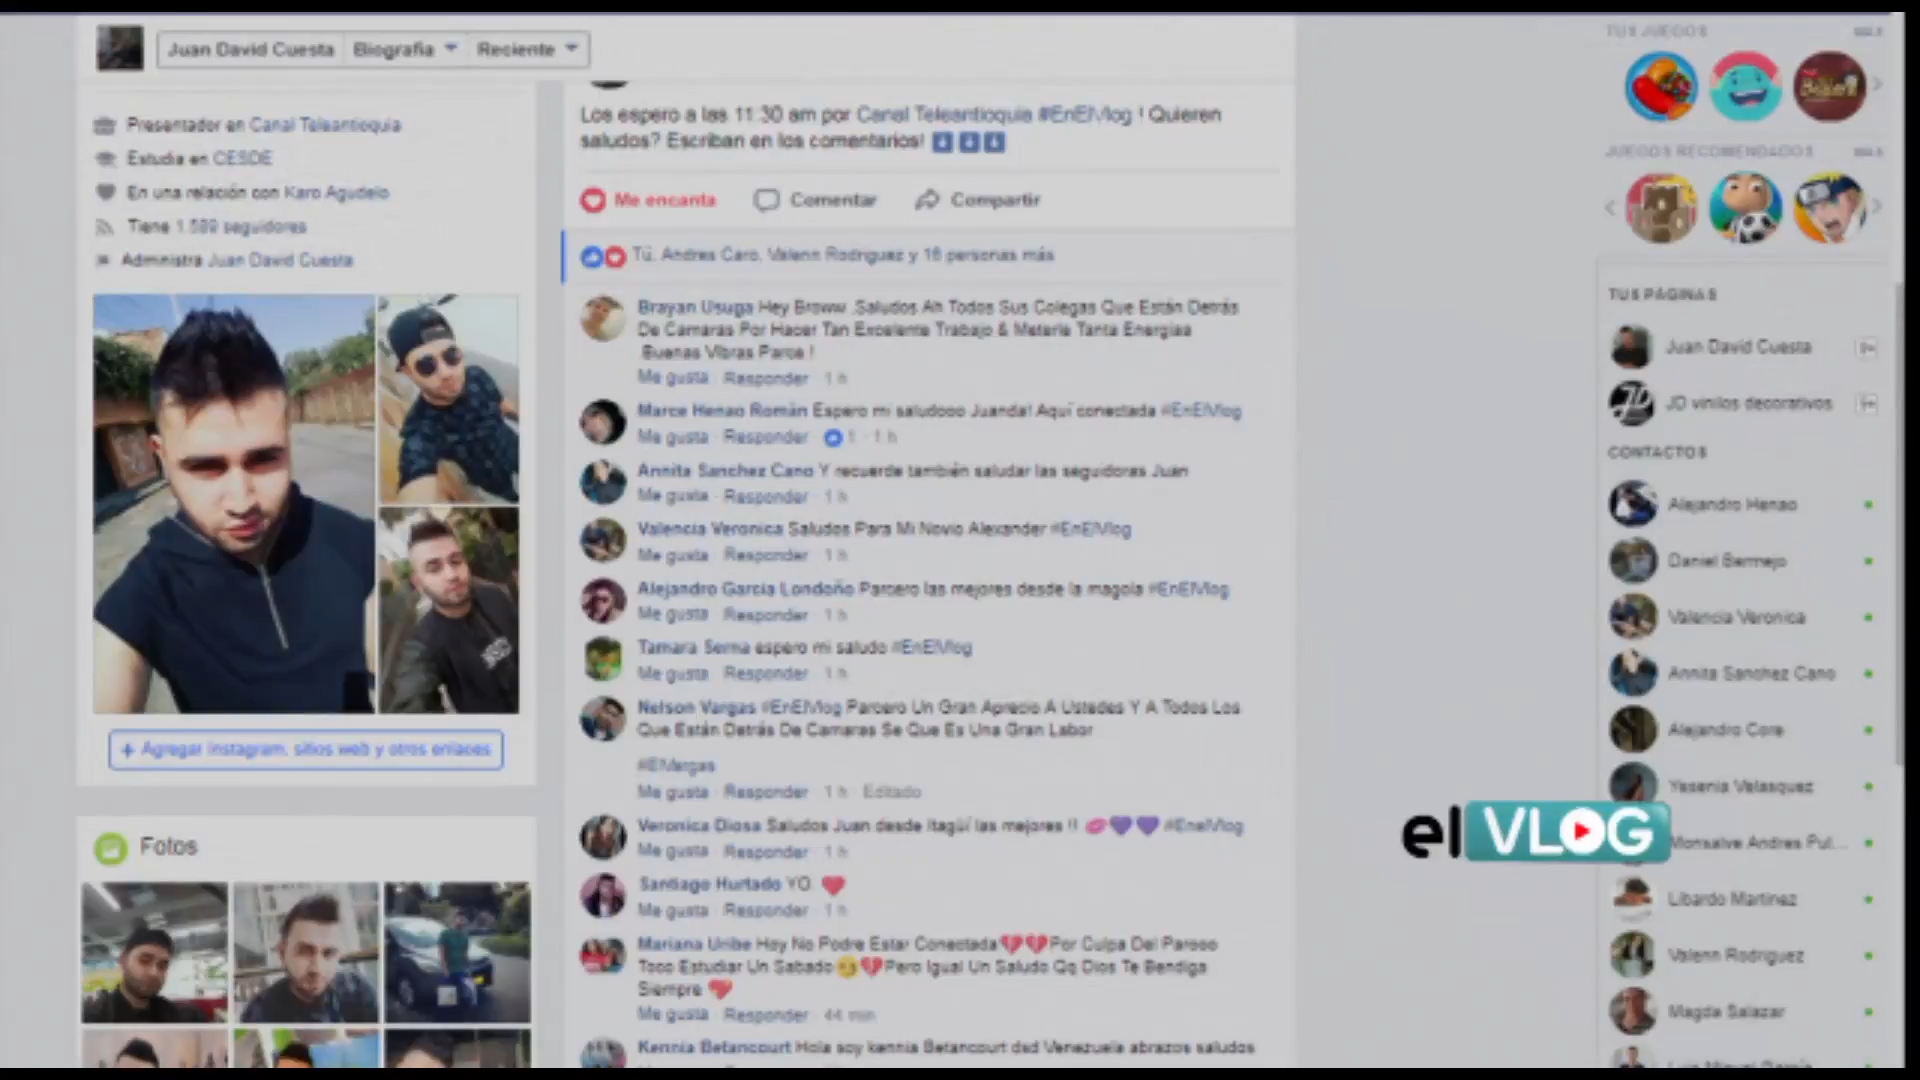 Juan David Cuesta Biografía Reciente
Presentador en Canal Teleantioquia
Estudia en CESDE
En una relación con Karo Agudelo
Tiene 1.589 seguidores
Administra Juan David Cuesta
+ Agregar Instagram, sitios web y otros enlaces
Fotos
Los espero a las 11:30 am por Canal Teleantioquia #EnElVlog ! Quieren
saludos? Escriban en los comentarios!
Me encanta Comentar Compartir
Tú, Andres Caro, Valenn Rodriguez y 16 personas más
Brayan Usuga Hey Broww .Saludos Ah Todos Sus Colegas Que Están Detrás
De Camaras Por Hacer Tan Excelente Trabajo & Meterle Tanta Energiaa
Buenas Vibras Parce !
Me gusta · Responder · 1 h
Marce Henao Román Espero mi saludooo Juanda! Aquí conectada #EnElVlog
Me gusta · Responder · 1 · 1 h
Annita Sanchez Cano Y recuerde también saludar las seguidoras Juan
Me gusta · Responder · 1 h
Valencia Veronica Saludos Para Mi Novio Alexander #EnElVlog
Me gusta · Responder · 1 h
Alejandro Garcia Londoño Parcero las mejores desde la magola #EnElVlog
Me gusta · Responder · 1 h
Tamara Serna espero mi saludo #EnElVlog
Me gusta · Responder · 1 h
Nelson Vargas #EnElVlog Parcero Un Gran Aprecio A Ustedes Y A Todos Los
Que Están Detrás De Camaras Se Que Es Una Gran Labor
#ElVargas
Me gusta · Responder · 1 h · Editado
Veronica Diosa Saludos Juan desde Itagüí las mejores !! 💋💜💜 #EnelVlog
Me gusta · Responder · 1 h
Santiago Hurtado YO ❤
Me gusta · Responder · 1 h
Mariana Uribe Hoy No Podre Estar Conectada💔💔Por Culpa Del Parooo
Toco Estudiar Un Sabado 💔Pero Igual Un Saludo Qq Dios Te Bendiga
Siempre
Me gusta · Responder · 44 min
Kennia Betancourt Hola soy kennia Betancourt dsd Venezuela abrazos saludos
TUS JUEGOS
JUEGOS RECOMENDADOS
TUS PÁGINAS
Juan David Cuesta
JD vinilos decorativos
CONTACTOS
Alejandro Henao
Daniel Bermejo
Valencia Veronica
Annita Sanchez Cano
Alejandro Core
Yesenia Velasquez
el VLOG
Monsalve Andres Pul...
Libardo Martinez
Valenn Rodriguez
Magda Salazar